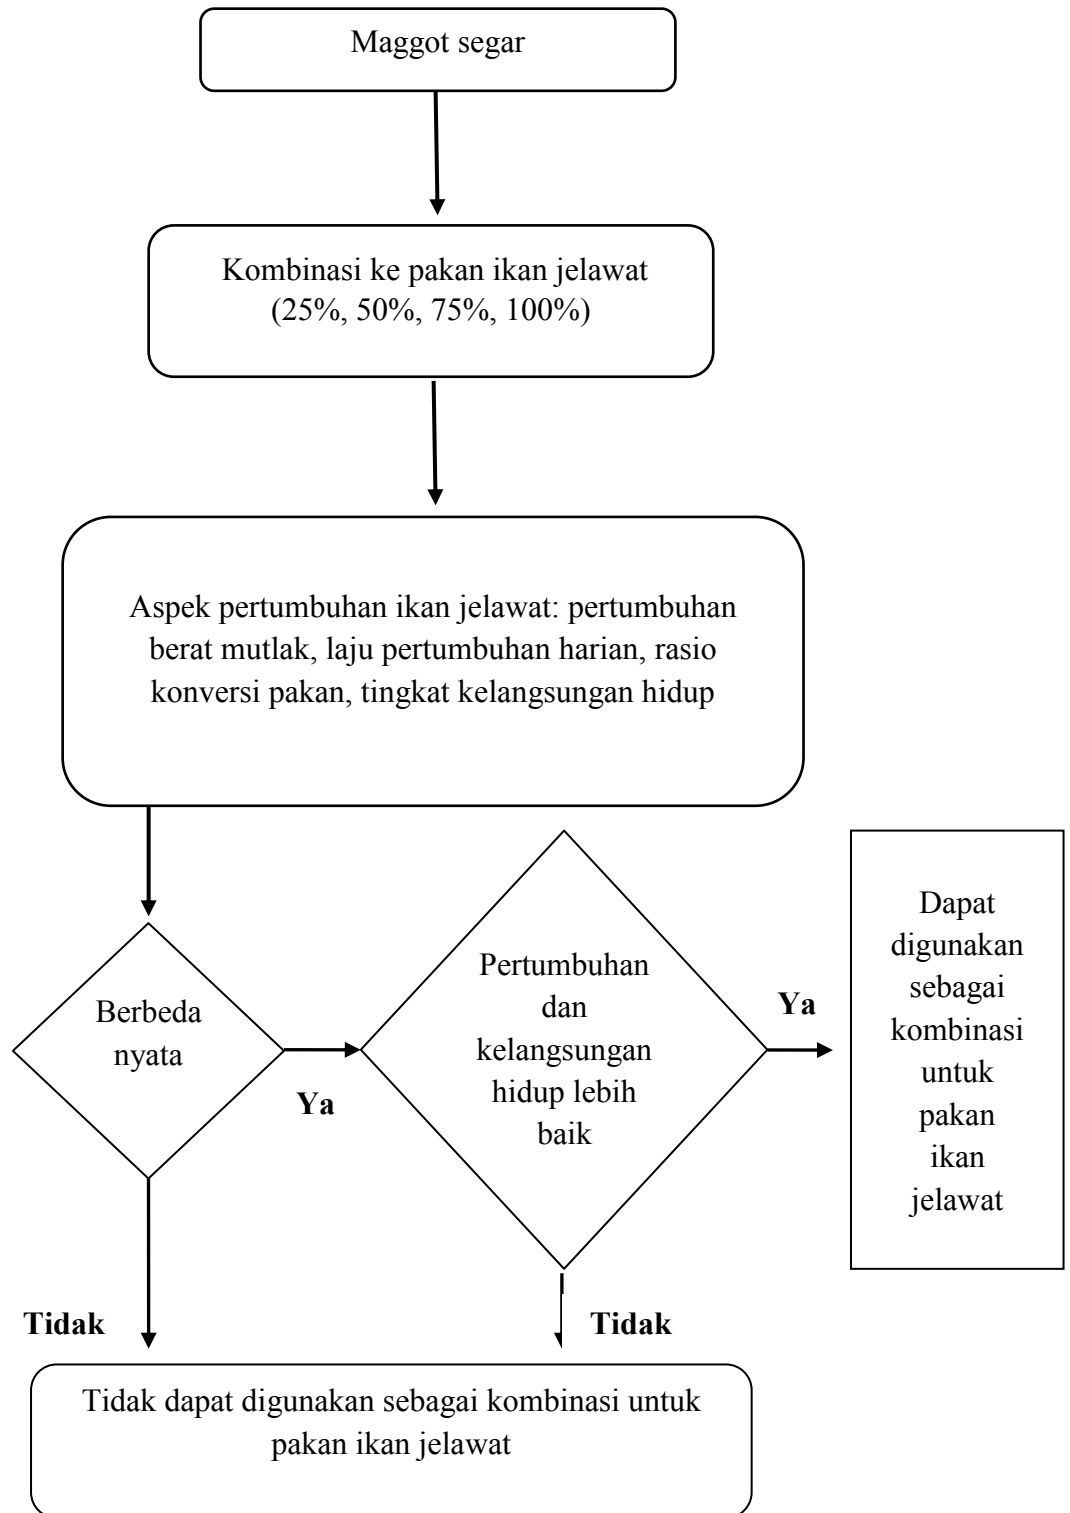 Maggot segar
Kombinasi ke pakan ikan jelawat
(25%, 50%, 75%, 100%)
Aspek pertumbuhan ikan jelawat: pertumbuhan
berat mutlak, laju pertumbuhan harian, rasio
konversi pakan, tingkat kelangsungan hidup
Berbeda
nyata
Ya
Pertumbuhan
dan
kelangsungan
hidup lebih
baik
Ya
Dapat
digunakan
sebagai
kombinasi
untuk
pakan
ikan
jelawat
Tidak
Tidak
Tidak dapat digunakan sebagai kombinasi untuk
pakan ikan jelawat